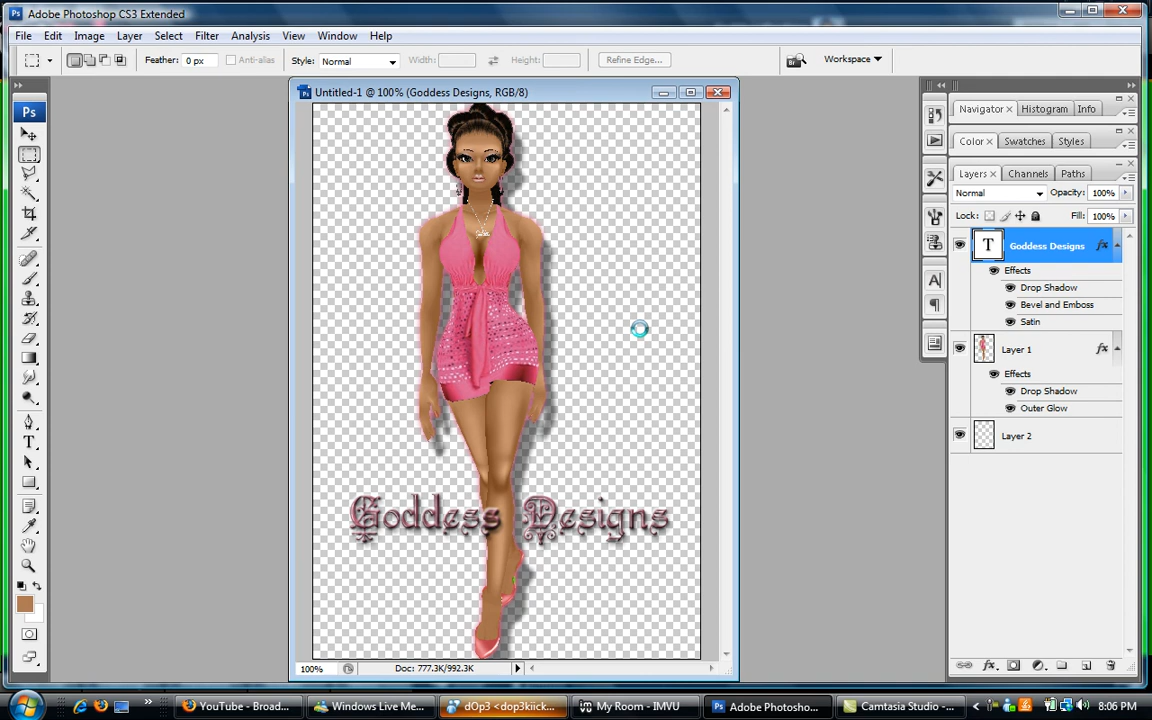 Adobe Photoshop CS3 Extended
File Edit Image Layer Select Filter Analysis View Window Help
Feather: 0 px Anti-alias Style: Normal Width: Height: Refine Edge... Workspace
Untitled-1 @ 100% (Goddess Designs, RGB/8)
Goddess Designs
100% Doc: 777.3K/992.3K
Navigator Histogram Info
Color Swatches Styles
Layers Channels Paths
Normal Opacity: 100%
Lock: Fill: 100%
T Goddess Designs fx
Effects
Drop Shadow
Bevel and Emboss
Satin
Layer 1 fx
Effects
Drop Shadow
Outer Glow
Layer 2
YouTube - Broad... Windows Live Me... dOp3 <dop3kiick... My Room - IMVU Adobe Photosho... Camtasia Studio - ... 8:06 PM